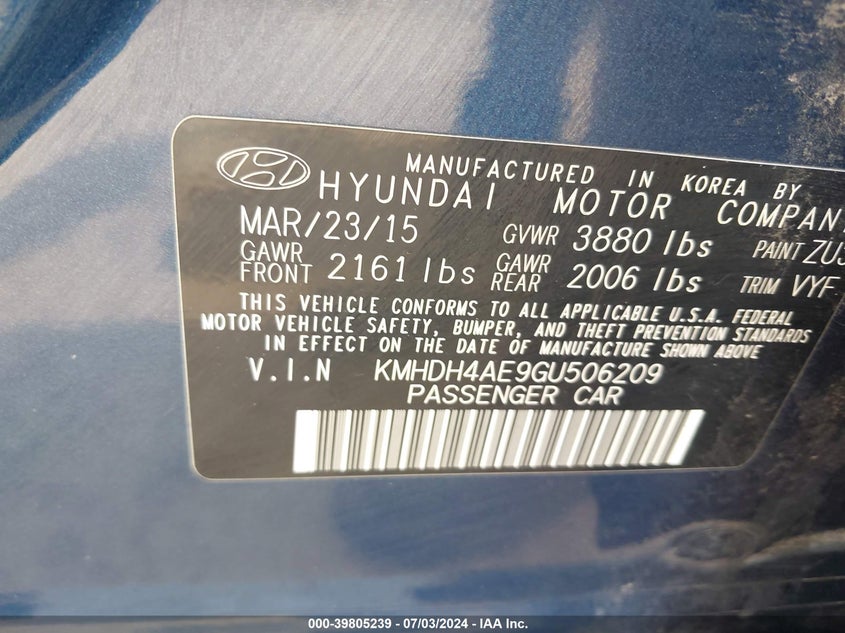 MANUFACTURED IN KOREA BY
HYUNDAI MOTOR COMPANY
MAR/23/15 GVWR 3880 lbs PAINT ZU3
GAWR FRONT 2161 lbs GAWR REAR 2006 lbs TRIM VYF
THIS VEHICLE CONFORMS TO ALL APPLICABLE U.S.A. FEDERAL
MOTOR VEHICLE SAFETY, BUMPER, AND THEFT PREVENTION STANDARDS
IN EFFECT ON THE DATE OF MANUFACTURE SHOWN ABOVE
V.I.N KMHDH4AE9GU506209
PASSENGER CAR
000-39805239 - 07/03/2024 - IAA Inc.